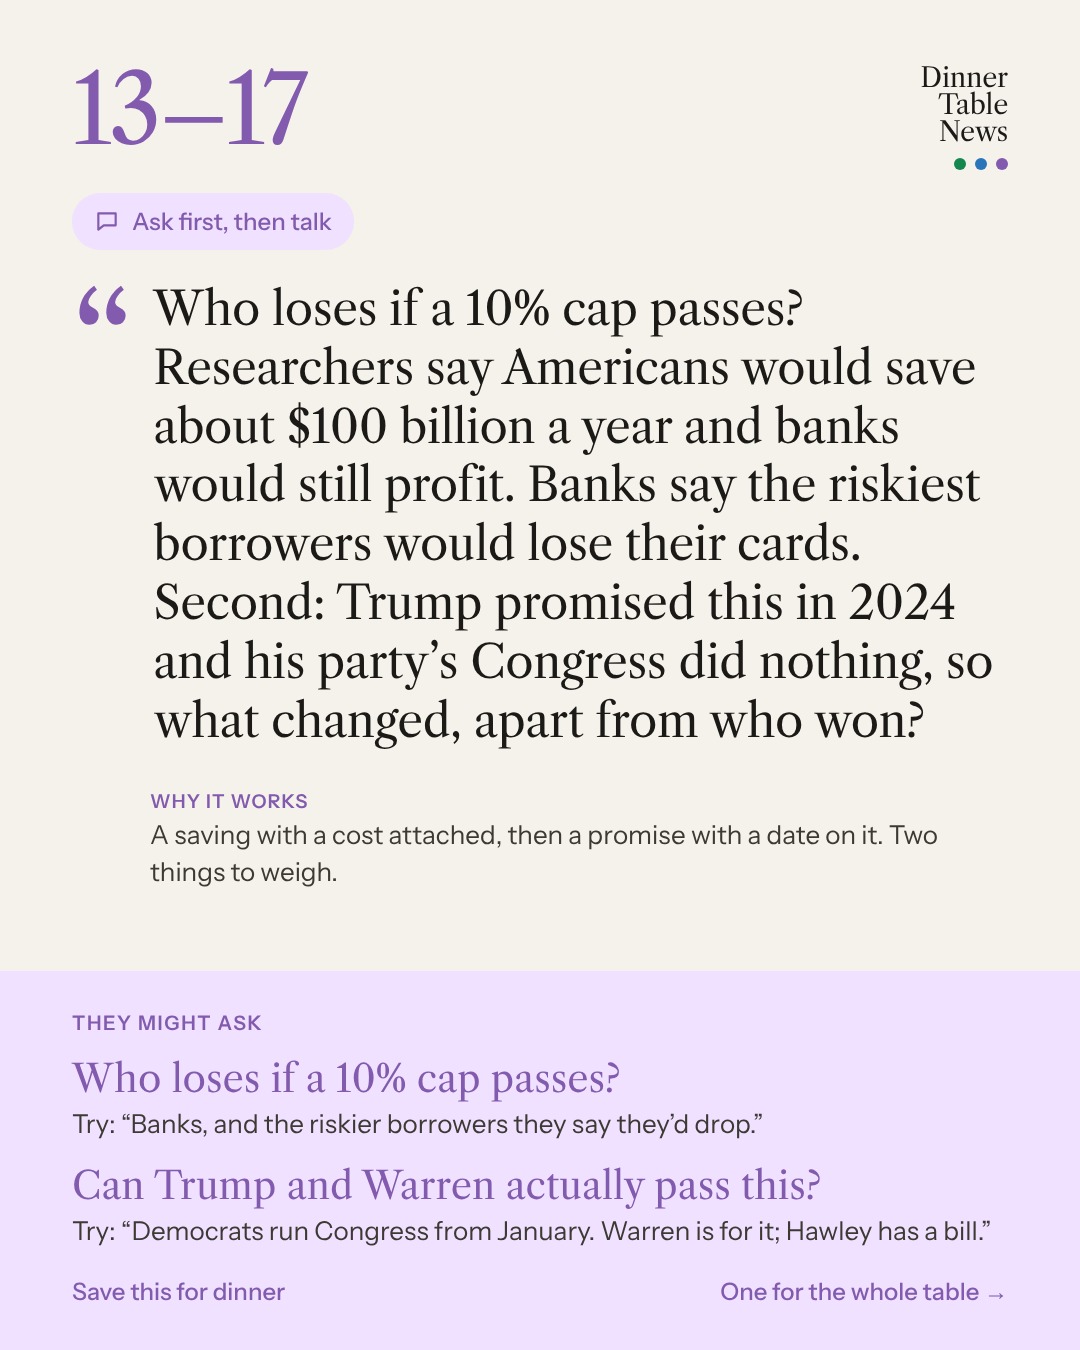 13–17
Dinner
Table
News
Ask first, then talk
“ Who loses if a 10% cap passes?
Researchers say Americans would save
about $100 billion a year and banks
would still profit. Banks say the riskiest
borrowers would lose their cards.
Second: Trump promised this in 2024
and his party’s Congress did nothing, so
what changed, apart from who won?
WHY IT WORKS
A saving with a cost attached, then a promise with a date on it. Two
things to weigh.
THEY MIGHT ASK
Who loses if a 10% cap passes?
Try: “Banks, and the riskier borrowers they say they’d drop.”
Can Trump and Warren actually pass this?
Try: “Democrats run Congress from January. Warren is for it; Hawley has a bill.”
Save this for dinner
One for the whole table →